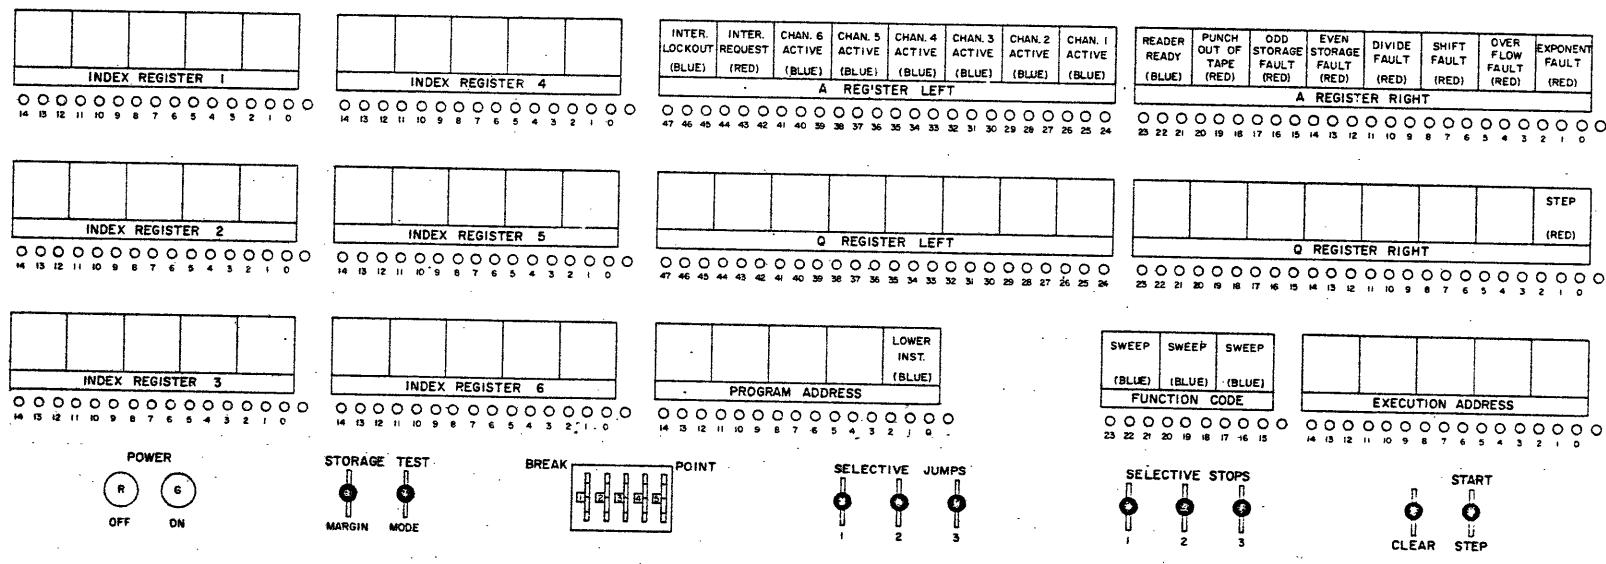 INTER. LOCKOUT (BLUE)
INTER. REQUEST (RED)
CHAN. 6 ACTIVE (BLUE)
CHAN. 5 ACTIVE (BLUE)
CHAN. 4 ACTIVE (BLUE)
CHAN. 3 ACTIVE (BLUE)
CHAN. 2 ACTIVE (BLUE)
CHAN. 1 ACTIVE (BLUE)
READER READY (BLUE)
PUNCH OUT OF TAPE (RED)
ODD STORAGE FAULT (RED)
EVEN STORAGE FAULT (RED)
DIVIDE FAULT (RED)
SHIFT FAULT (RED)
OVER FLOW FAULT (RED)
EXPONENT FAULT (RED)
INDEX REGISTER 1
INDEX REGISTER 4
A REGISTER LEFT
A REGISTER RIGHT
14 13 12 11 10 9 8 7 6 5 4 3 2 1 0
14 13 12 11 10 9 8 7 6 5 4 3 2 1 0
47 46 45 44 43 42 41 40 39 38 37 36 35 34 33 32 31 30 29 28 27 26 25 24
23 22 21 20 19 18 17 16 15 14 13 12 11 10 9 8 7 6 5 4 3 2 1 0
STEP (RED)
INDEX REGISTER 2
INDEX REGISTER 5
Q REGISTER LEFT
Q REGISTER RIGHT
14 13 12 11 10 9 8 7 6 5 4 3 2 1 0
14 13 12 11 10 9 8 7 6 5 4 3 2 1 0
47 46 45 44 43 42 41 40 39 38 37 36 35 34 33 32 31 30 29 28 27 26 25 24
23 22 21 20 19 18 17 16 15 14 13 12 11 10 9 8 7 6 5 4 3 2 1 0
LOWER INST. (BLUE)
SWEEP (BLUE)
SWEEP (BLUE)
SWEEP (BLUE)
INDEX REGISTER 3
INDEX REGISTER 6
PROGRAM ADDRESS
FUNCTION CODE
EXECUTION ADDRESS
14 13 12 11 10 9 8 7 6 5 4 3 2 1 0
14 13 12 11 10 9 8 7 6 5 4 3 2 1 0
14 13 12 11 10 9 8 7 6 5 4 3 2 1 0
23 22 21 20 19 18 17 16 15
14 13 12 11 10 9 8 7 6 5 4 3 2 1 0
POWER
R G
OFF ON
STORAGE TEST
MARGIN MODE
BREAK POINT
1 2 3 4 5
SELECTIVE JUMPS
1 2 3
SELECTIVE STOPS
1 2 3
START
CLEAR STEP